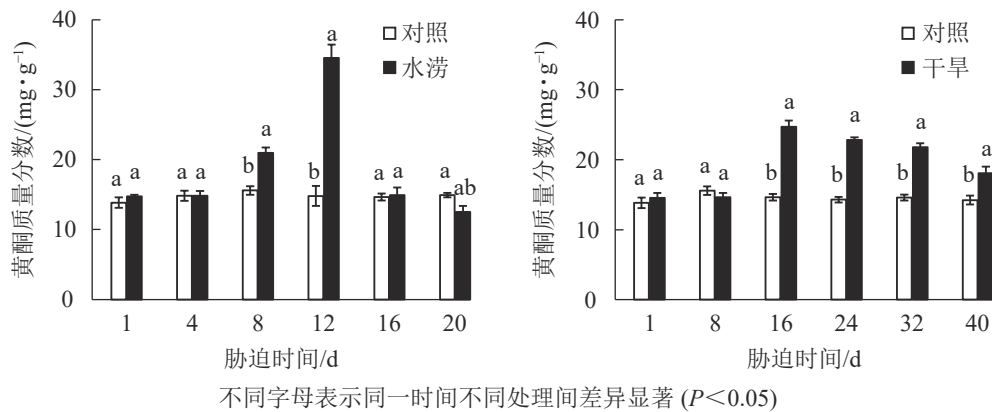 黄酮质量分数/(mg·g⁻¹)
40
30
20
10
0
对照
水涝
a a
a a
b a
b a
a a
a ab
1 4 8 12 16 20
胁迫时间/d
黄酮质量分数/(mg·g⁻¹)
40
30
20
10
0
对照
干旱
a a
a a
b a
b a
b a
b a
1 8 16 24 32 40
胁迫时间/d
不同字母表示同一时间不同处理间差异显著 (P＜0.05)